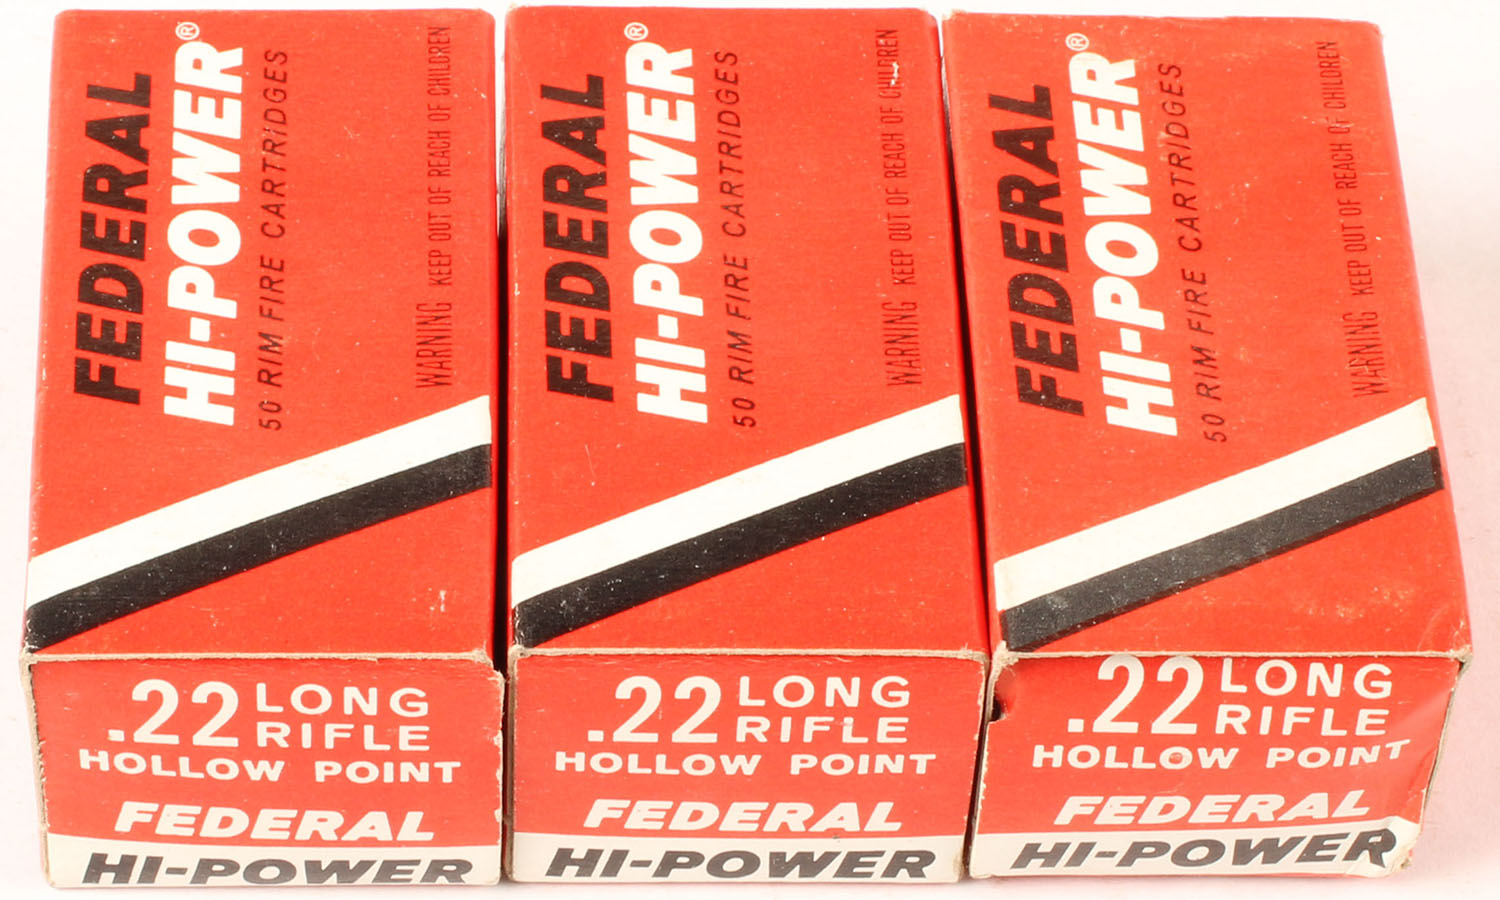 FEDERAL
HI-POWER®
50 RIM FIRE CARTRIDGES
WARNING KEEP OUT OF REACH OF CHILDREN
.22 LONG
RIFLE
HOLLOW POINT
FEDERAL
HI-POWER
FEDERAL
HI-POWER®
50 RIM FIRE CARTRIDGES
WARNING KEEP OUT OF REACH OF CHILDREN
.22 LONG
RIFLE
HOLLOW POINT
FEDERAL
HI-POWER
FEDERAL
HI-POWER®
50 RIM FIRE CARTRIDGES
WARNING KEEP OUT OF REACH OF CHILDREN
.22 LONG
RIFLE
HOLLOW POINT
FEDERAL
HI-POWER